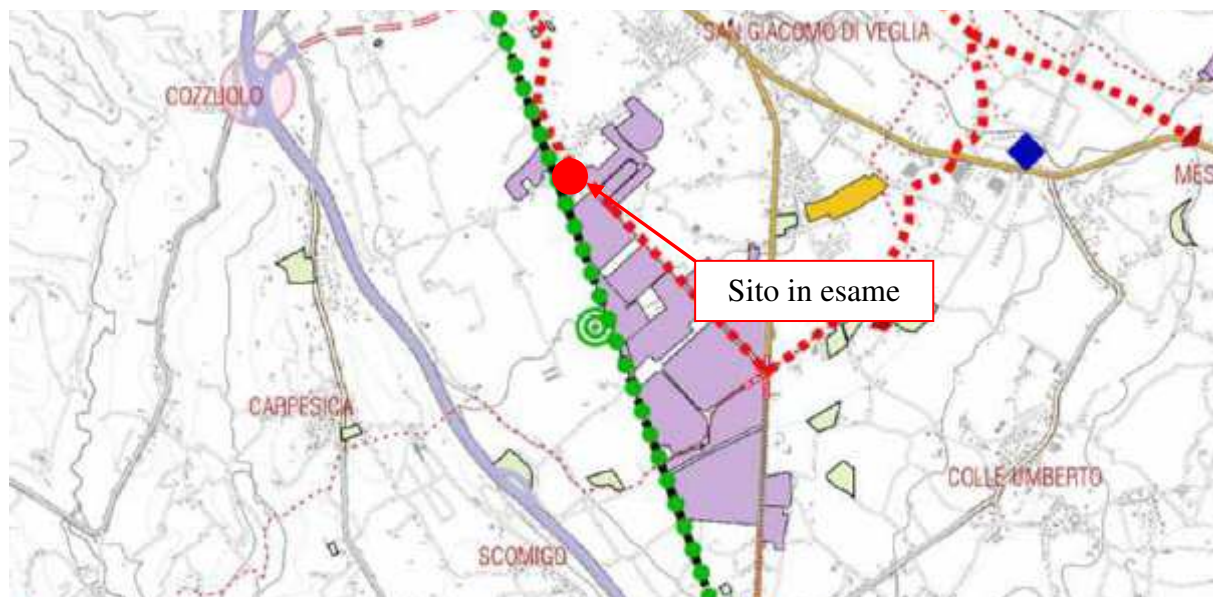 SAN GIACOMO DI VEGLIA
COZZUOLO
MES
Sito in esame
CARPESICA
COLLE UMBERTO
SCOMIGO